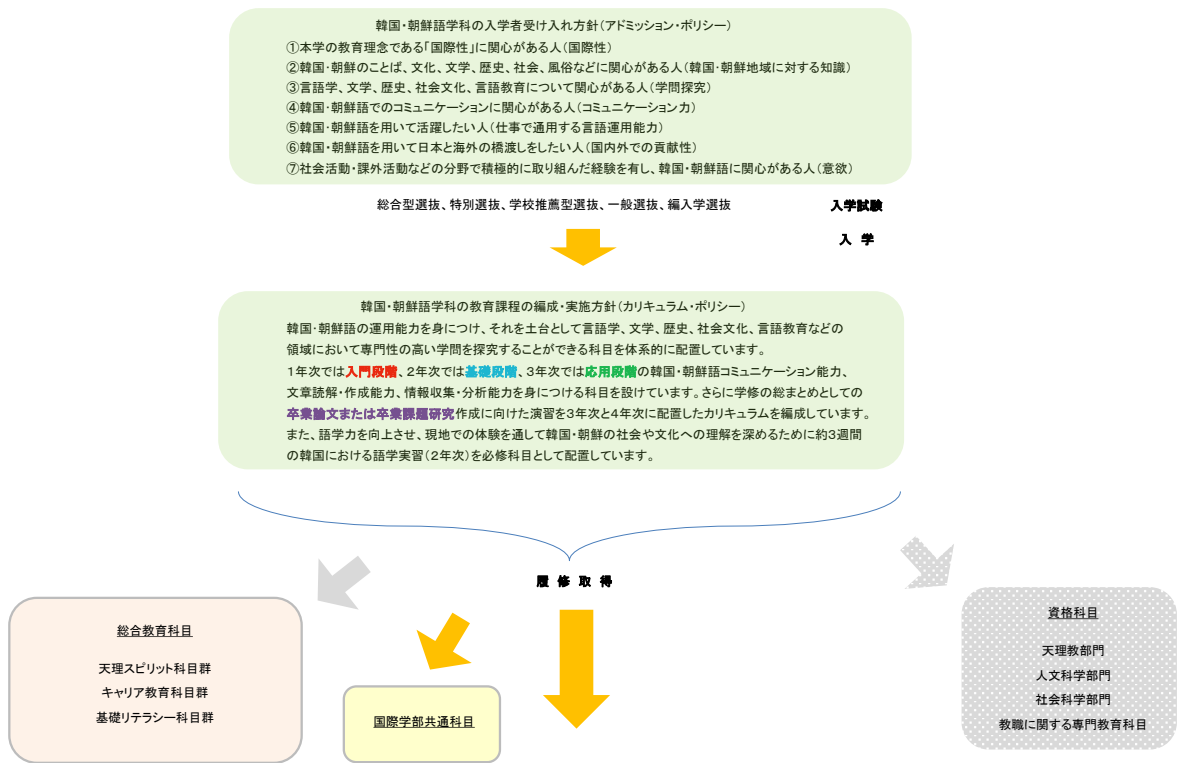 韓国・朝鮮語学科の入学者受け入れ方針(アドミッション・ポリシー)
①本学の教育理念である「国際性」に関心がある人(国際性)
②韓国・朝鮮のことば、文化、文学、歴史、社会、風俗などに関心がある人(韓国・朝鮮地域に対する知識)
③言語学、文学、歴史、社会文化、言語教育について関心がある人(学問探究)
④韓国・朝鮮語でのコミュニケーションに関心がある人(コミュニケーション力)
⑤韓国・朝鮮語を用いて活躍したい人(仕事で通用する言語運用能力)
⑥韓国・朝鮮語を用いて日本と海外の橋渡しをしたい人(国内外での貢献性)
⑦社会活動・課外活動などの分野で積極的に取り組んだ経験を有し、韓国・朝鮮語に関心がある人(意欲)
総合型選抜、特別選抜、学校推薦型選抜、一般選抜、編入学選抜
入学試験
入 学
韓国・朝鮮語学科の教育課程の編成・実施方針(カリキュラム・ポリシー)
韓国・朝鮮語の運用能力を身につけ、それを土台として言語学、文学、歴史、社会文化、言語教育などの
領域において専門性の高い学問を探究することができる科目を体系的に配置しています。
1年次では入門段階、2年次では基礎段階、3年次では応用段階の韓国・朝鮮語コミュニケーション能力、
文章読解・作成能力、情報収集・分析能力を身につける科目を設けています。さらに学修の総まとめとしての
卒業論文または卒業課題研究作成に向けた演習を3年次と4年次に配置したカリキュラムを編成しています。
また、語学力を向上させ、現地での体験を通して韓国・朝鮮の社会や文化への理解を深めるために約3週間
の韓国における語学実習(2年次)を必修科目として配置しています。
履 修 取 得
総合教育科目
天理スピリット科目群
キャリア教育科目群
基礎リテラシー科目群
国際学部共通科目
資格科目
天理教部門
人文科学部門
社会科学部門
教職に関する専門教育科目